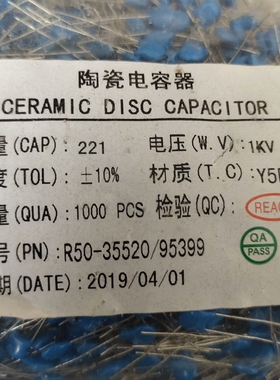 陶瓷电容器
CERAMIC DISC CAPACITOR
量(CAP): 221 电压(W.V): 1KV
度(TOL): ±10% 材质(T.C): Y5
量(QUA): 1000 PCS 检验(QC): REA
号(PN): R50-35520/95399 QA PASS
期(DATE): 2019/04/01